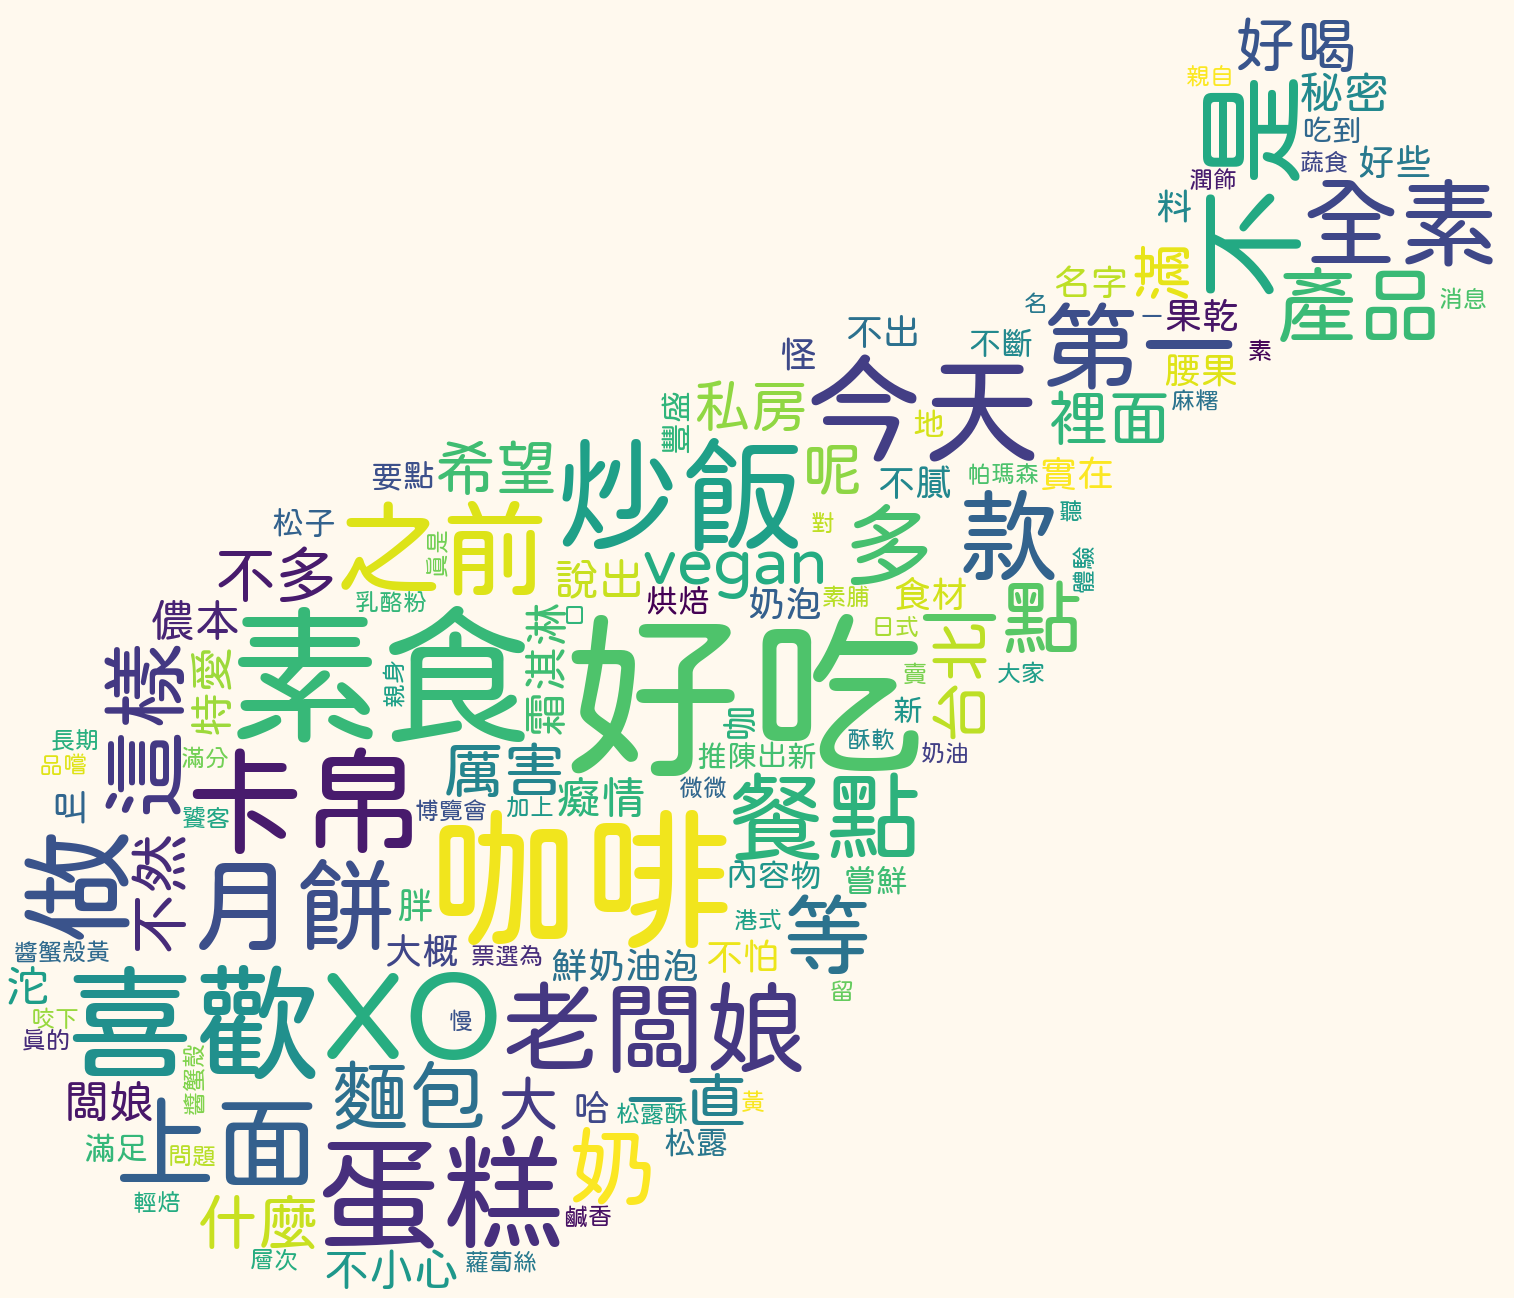 好喝
親自
秘密
不是
吃到
蔬食
好些
潤飾
料
全素
滿
名字
產品
消息
名
第一
一
果乾
素
不出
不斷
怪
今天
腰果
麻糬
裡面
私房
豐盛
地
希望
要點
炒飯
呢
不膩
帕瑪森
實在
松子
之前
真是
對
多
款
聽
不多
說出
vegan
體驗
乳酪粉
烘焙
奶泡
素脯
食材
一
點
儂本
素食
霜淇淋
口
好吃
日式
台北
這樣
特愛
親身
賣
大家
咖
新
長期
品嚐
滿分
卡帛
厲害
推陳出新
酥軟
奶油
饕客
博覽會
加上
癡情
微微
餐點
做
不然
月餅
咖啡
內容物
嘗鮮
胖
港式
等
醬蟹殼黃
大概
票選為
鮮奶油泡
不怕
留
沱
喜歡
XO
慢
老闆娘
咬下
真的
醬蟹殼
闆娘
上面
麵包
大
哈
一直
松露酥
黃
滿足
問題
松露
蛋糕
奶
輕焙
什麼
鹹香
層次
不小心
蘿蔔絲